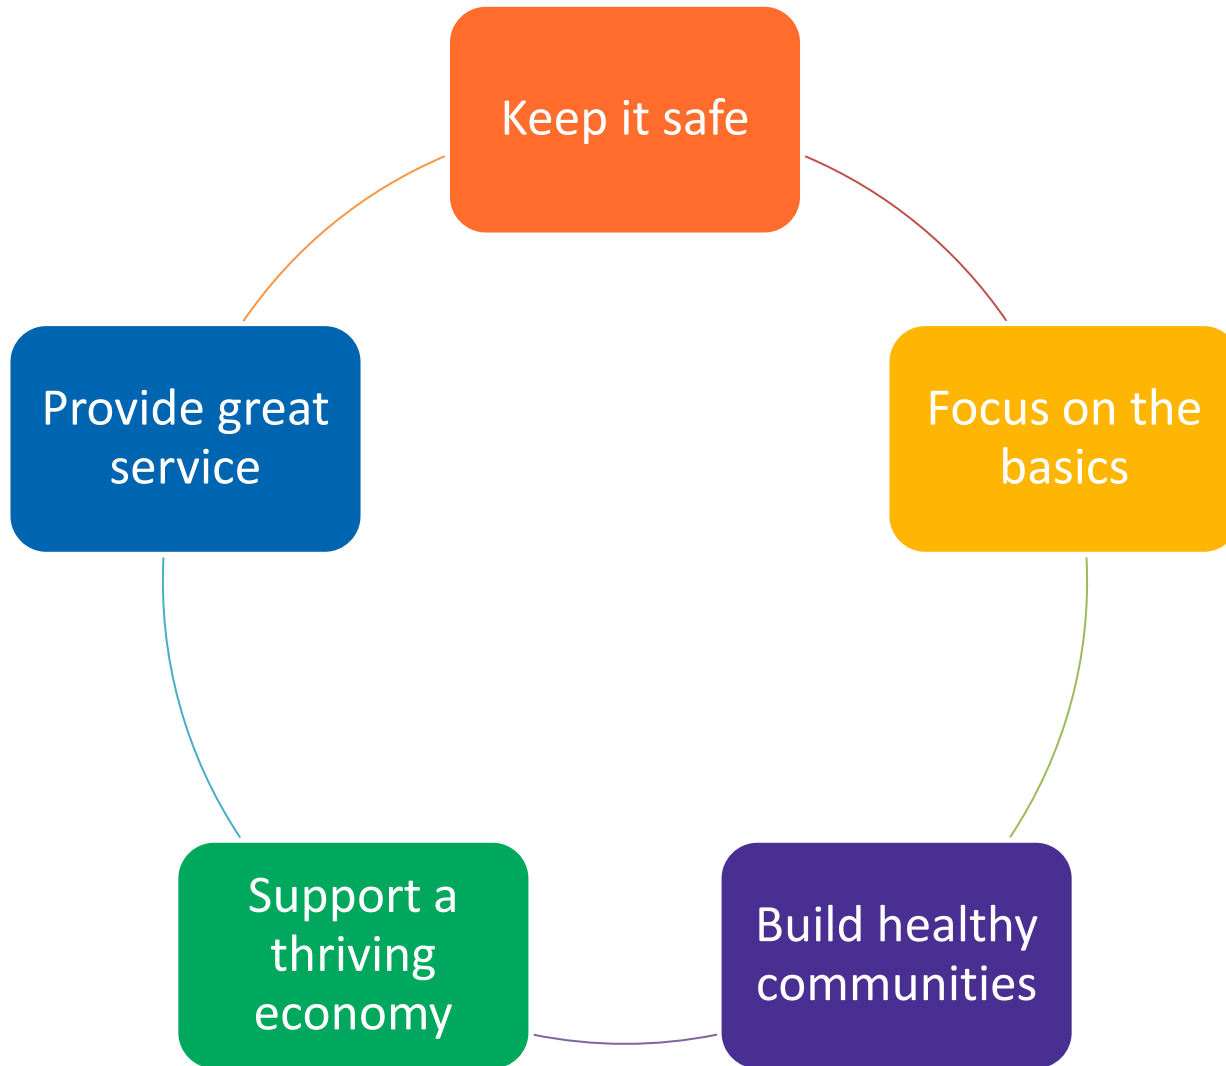 Keep it safe
Focus on the
basics
Build healthy
communities
Support a
thriving
economy
Provide great
service